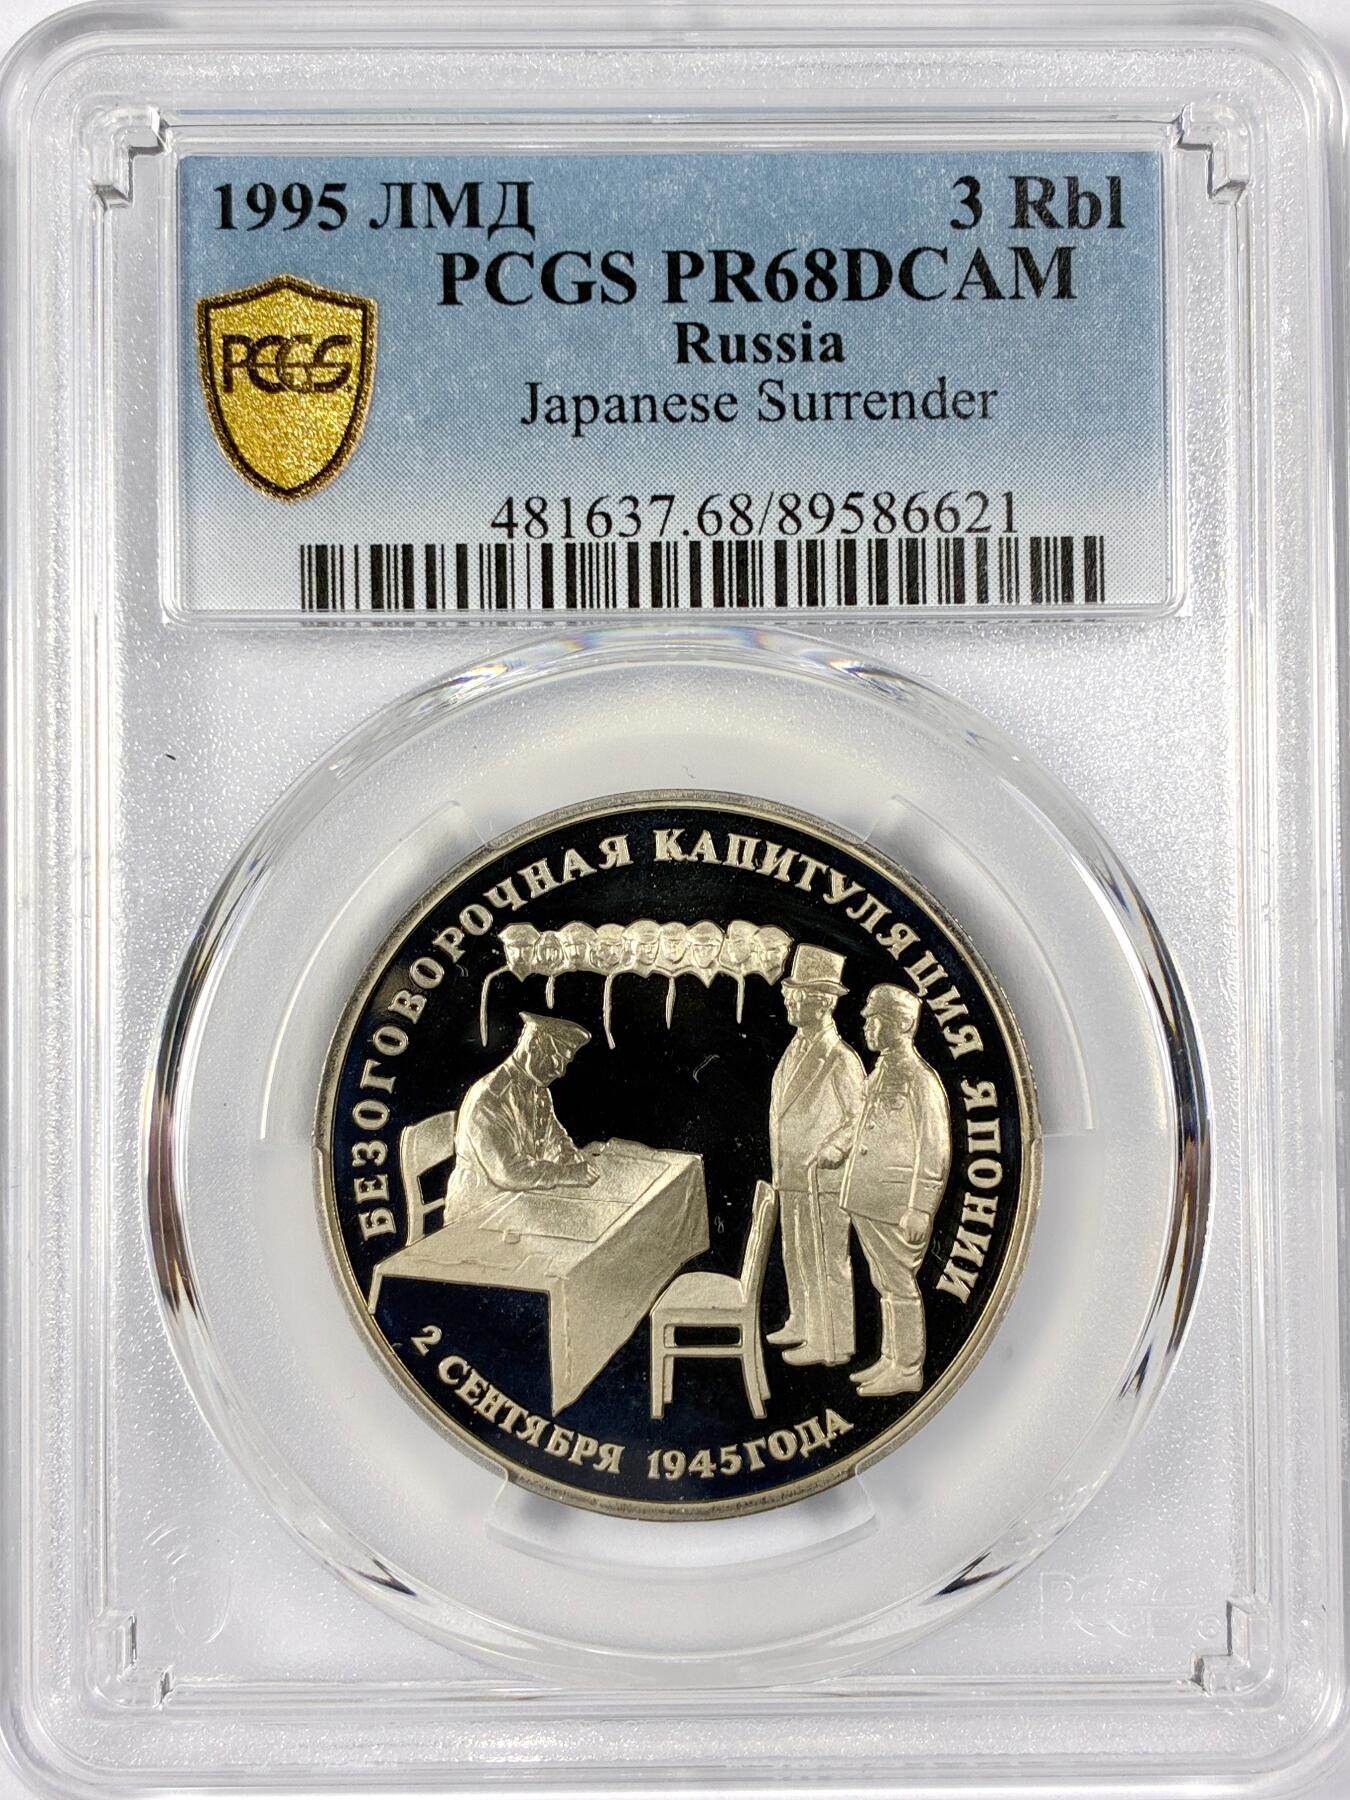 1995 ЛМД 3 Rbl
PCGS PR68DCAM
Russia
Japanese Surrender
PCGS
481637.68/89586621
БЕЗОГОВОРОЧНАЯ КАПИТУЛЯЦИЯ ЯПОНИИ
2 СЕНТЯБРЯ 1945 ГОДА
PCGS